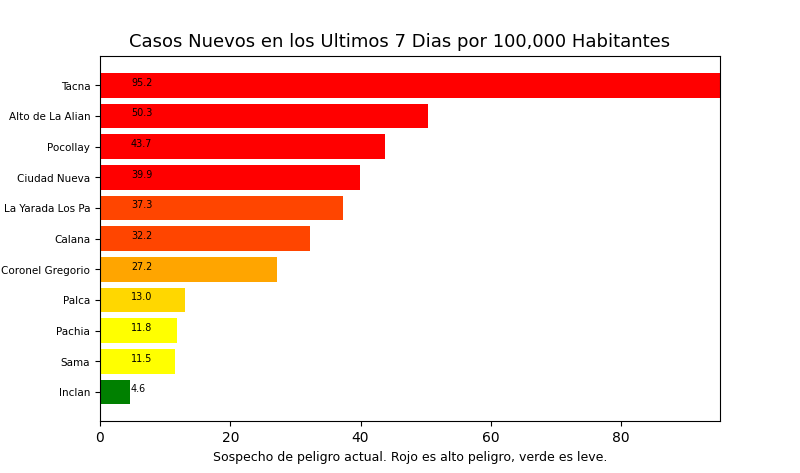 Casos Nuevos en los Ultimos 7 Dias por 100,000 Habitantes
Tacna 95.2
Alto de La Alian 50.3
Pocollay 43.7
Ciudad Nueva 39.9
La Yarada Los Pa 37.3
Calana 32.2
Coronel Gregorio 27.2
Palca 13.0
Pachia 11.8
Sama 11.5
Inclan 4.6
0 20 40 60 80
Sospecho de peligro actual. Rojo es alto peligro, verde es leve.